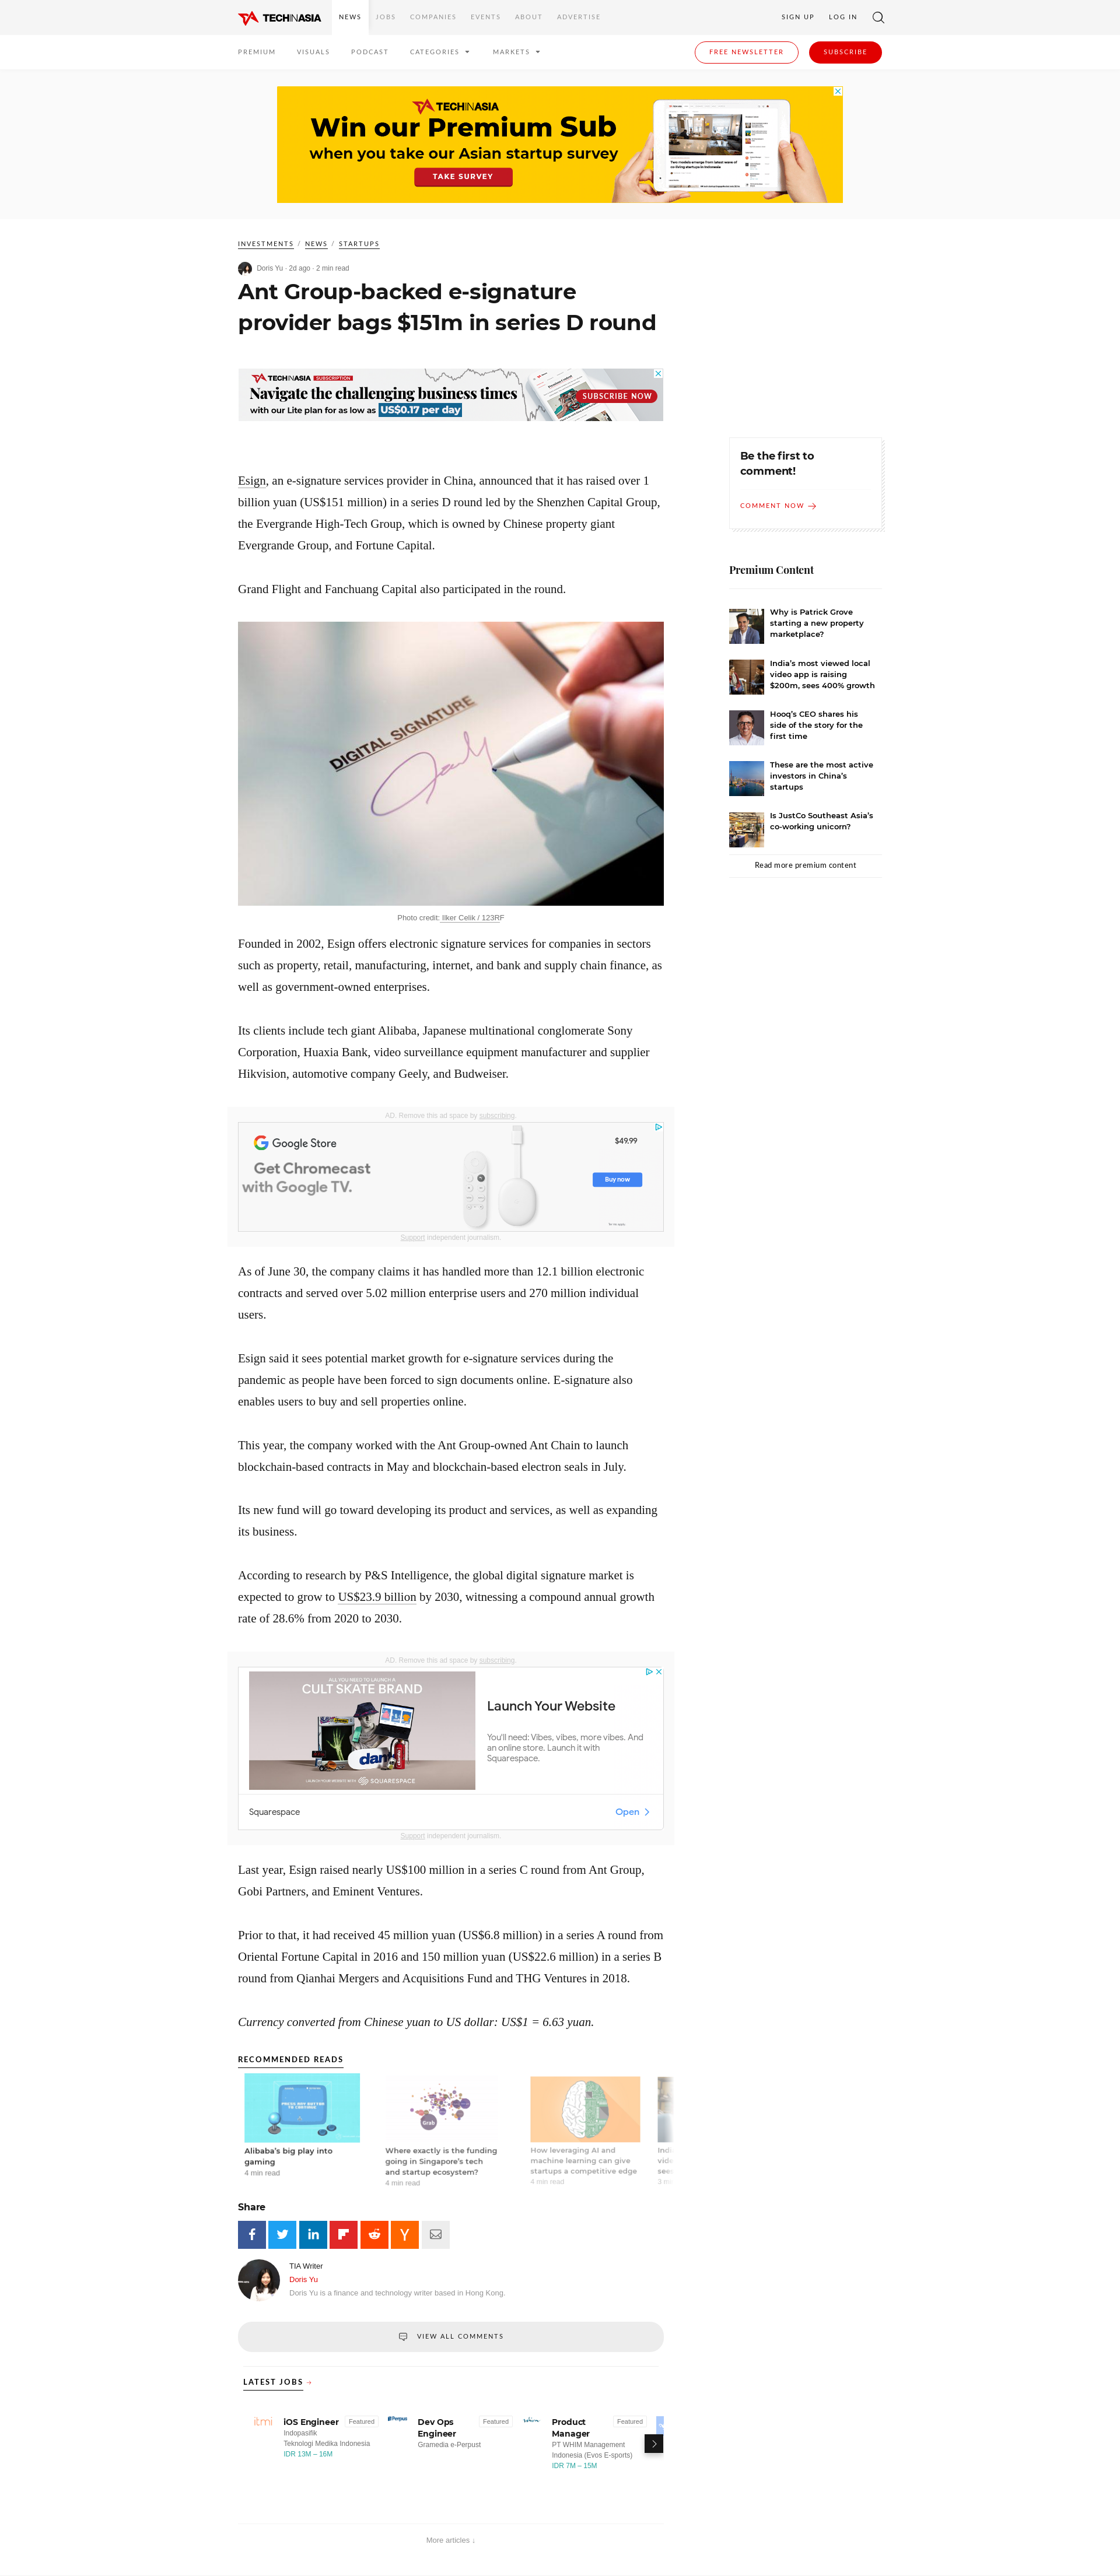 TECHINASIA
NEWS JOBS COMPANIES EVENTS ABOUT ADVERTISE SIGN UP LOG IN
PREMIUM VISUALS PODCAST CATEGORIES MARKETS FREE NEWSLETTER SUBSCRIBE
TECHINASIA
Win our Premium Sub
when you take our Asian startup survey
TAKE SURVEY
INVESTMENTS / NEWS / STARTUPS
Doris Yu · 2d ago · 2 min read
Ant Group-backed e-signature
provider bags $151m in series D round
TECHINASIA SUBSCRIPTION
Navigate the challenging business times
with our Lite plan for as low as US$0.17 per day
SUBSCRIBE NOW
Esign, an e-signature services provider in China, announced that it has raised over 1
billion yuan (US$151 million) in a series D round led by the Shenzhen Capital Group,
the Evergrande High-Tech Group, which is owned by Chinese property giant
Evergrande Group, and Fortune Capital.
Grand Flight and Fanchuang Capital also participated in the round.
DIGITAL SIGNATURE
Photo credit: Ilker Celik / 123RF
Founded in 2002, Esign offers electronic signature services for companies in sectors
such as property, retail, manufacturing, internet, and bank and supply chain finance, as
well as government-owned enterprises.
Its clients include tech giant Alibaba, Japanese multinational conglomerate Sony
Corporation, Huaxia Bank, video surveillance equipment manufacturer and supplier
Hikvision, automotive company Geely, and Budweiser.
AD. Remove this ad space by subscribing.
Google Store
Get Chromecast
with Google TV.
$49.99
Buy now
Support independent journalism.
As of June 30, the company claims it has handled more than 12.1 billion electronic
contracts and served over 5.02 million enterprise users and 270 million individual
users.
Esign said it sees potential market growth for e-signature services during the
pandemic as people have been forced to sign documents online. E-signature also
enables users to buy and sell properties online.
This year, the company worked with the Ant Group-owned Ant Chain to launch
blockchain-based contracts in May and blockchain-based electron seals in July.
Its new fund will go toward developing its product and services, as well as expanding
its business.
According to research by P&S Intelligence, the global digital signature market is
expected to grow to US$23.9 billion by 2030, witnessing a compound annual growth
rate of 28.6% from 2020 to 2030.
AD. Remove this ad space by subscribing.
ALL YOU NEED TO LAUNCH A
CULT SKATE BRAND
dan
LAUNCH YOUR WEBSITE WITH SQUARESPACE
Launch Your Website
You'll need: Vibes, vibes, more vibes. And
an online store. Launch it with
Squarespace.
Squarespace
Open
Support independent journalism.
Last year, Esign raised nearly US$100 million in a series C round from Ant Group,
Gobi Partners, and Eminent Ventures.
Prior to that, it had received 45 million yuan (US$6.8 million) in a series A round from
Oriental Fortune Capital in 2016 and 150 million yuan (US$22.6 million) in a series B
round from Qianhai Mergers and Acquisitions Fund and THG Ventures in 2018.
Currency converted from Chinese yuan to US dollar: US$1 = 6.63 yuan.
RECOMMENDED READS
PRESS ANY BUTTON
TO CONTINUE
Alibaba's big play into
gaming
4 min read
Grab
Where exactly is the funding
going in Singapore's tech
and startup ecosystem?
4 min read
How leveraging AI and
machine learning can give
startups a competitive edge
4 min read
Share
TIA Writer
Doris Yu
Doris Yu is a finance and technology writer based in Hong Kong.
VIEW ALL COMMENTS
LATEST JOBS
itmi
iOS Engineer
Featured
Indopasifik
Teknologi Medika Indonesia
IDR 13M – 16M
Perpus
Dev Ops
Engineer
Featured
Gramedia e-Perpust
Product
Manager
Featured
PT WHIM Management
Indonesia (Evos E-sports)
IDR 7M – 15M
More articles ↓
Be the first to
comment!
COMMENT NOW
Premium Content
Why is Patrick Grove
starting a new property
marketplace?
India's most viewed local
video app is raising
$200m, sees 400% growth
Hooq's CEO shares his
side of the story for the
first time
These are the most active
investors in China's
startups
Is JustCo Southeast Asia's
co-working unicorn?
Read more premium content